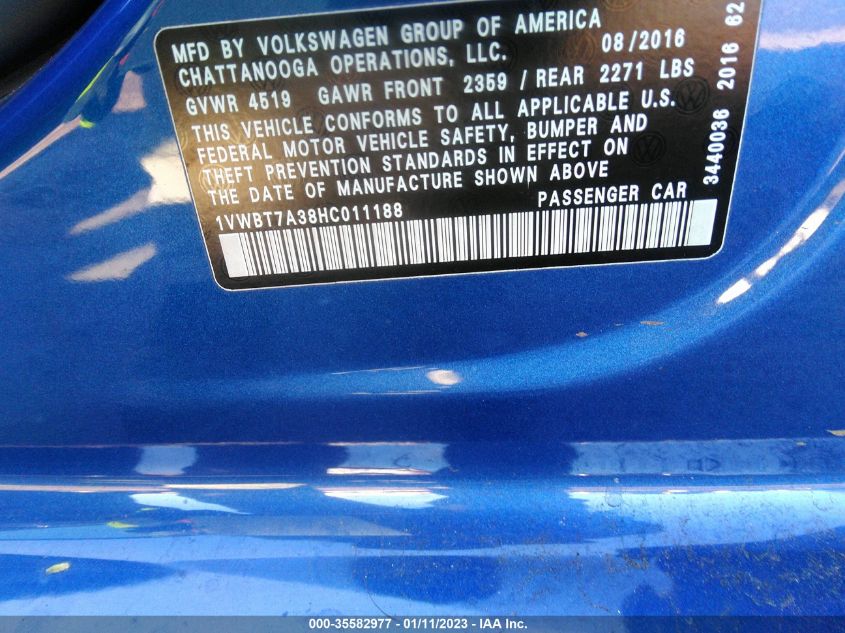 MFD BY VOLKSWAGEN GROUP OF AMERICA
CHATTANOOGA OPERATIONS, LLC. 08/2016
GVWR 4519 GAWR FRONT 2359 / REAR 2271 LBS
THIS VEHICLE CONFORMS TO ALL APPLICABLE U.S.
FEDERAL MOTOR VEHICLE SAFETY, BUMPER AND
THEFT PREVENTION STANDARDS IN EFFECT ON
THE DATE OF MANUFACTURE SHOWN ABOVE
1VWBT7A38HC011188 PASSENGER CAR
3440036 2016 82
000-35582977 - 01/11/2023 - IAA Inc.